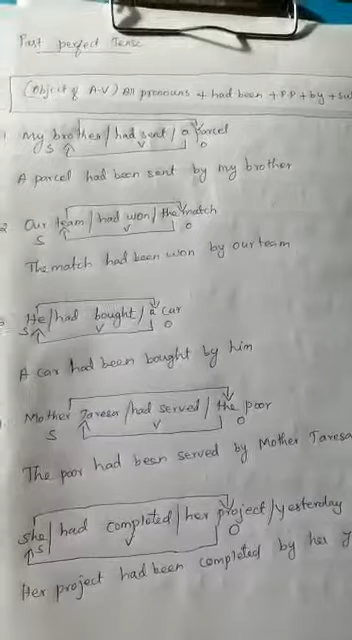 Past perfect Tense
(Object of A.V) All pronouns + had been + P.P + by + su
1 My brother / had sent / a parcel
S V O
A parcel had been sent by my brother
2 Our team / had won / the match
S V O
The match had been won by our team
He / had bought / a car
S V O
A car had been bought by him
Mother Taresa / had served / the poor
S V O
The poor had been served by Mother Taresa
She / had completed / her project / yesterday
S V O
Her project had been completed by her y